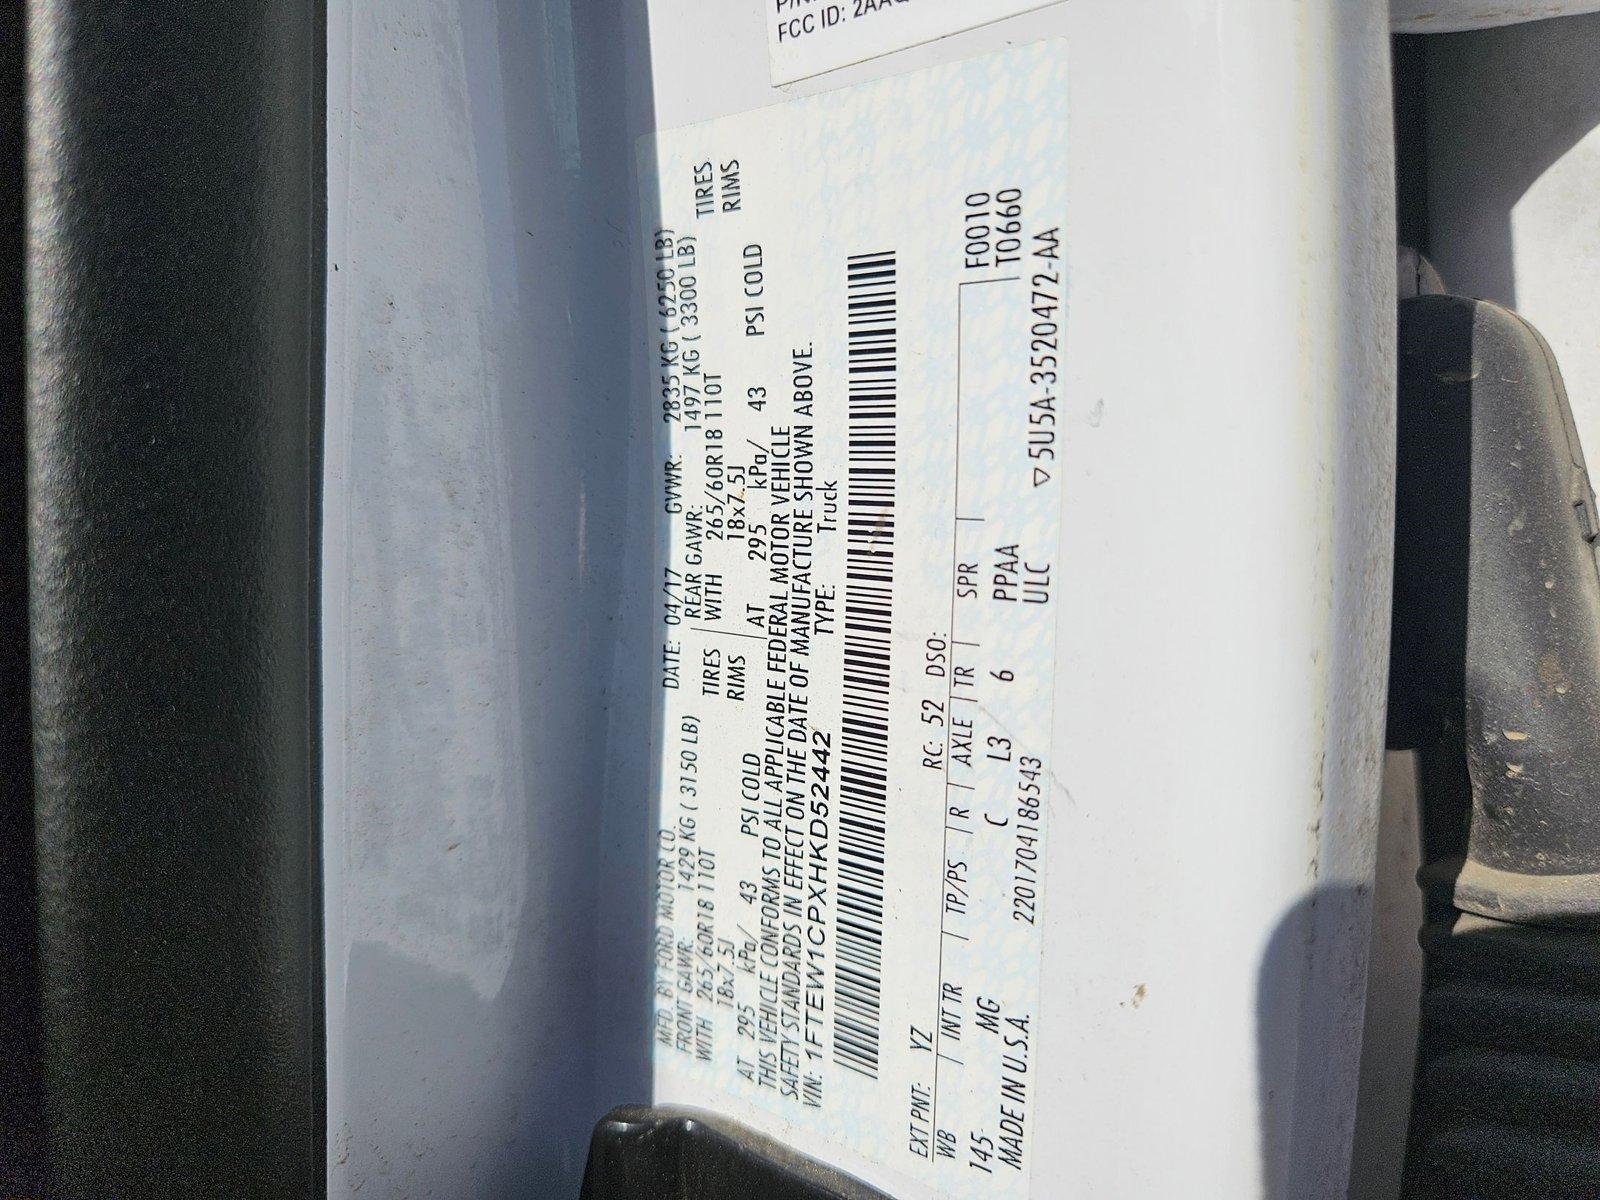 FCC ID: 2AAQ
MFD. BY FORD MOTOR CO. DATE: 04/17 GVWR: 2835 KG ( 6250 LB)
FRONT GAWR: 1429 KG ( 3150 LB) REAR GAWR: 1497 KG ( 3300 LB)
WITH 265/60R18 110T TIRES WITH 265/60R18 110T TIRES
18x7.5J RIMS 18x7.5J RIMS
AT 295 kPa/ 43 PSI COLD AT 295 kPa/ 43 PSI COLD
THIS VEHICLE CONFORMS TO ALL APPLICABLE FEDERAL MOTOR VEHICLE
SAFETY STANDARDS IN EFFECT ON THE DATE OF MANUFACTURE SHOWN ABOVE.
VIN: 1FTEW1CPXHKD52442 TYPE: Truck
EXT PNT: YZ RC: 52 DSO:
WB INT TR TP/PS R AXLE TR SPR F0010
145 MG C L3 6 PPAA T0660
MADE IN U.S.A. 2201704186543 ULC ▽5U5A-3520472-AA